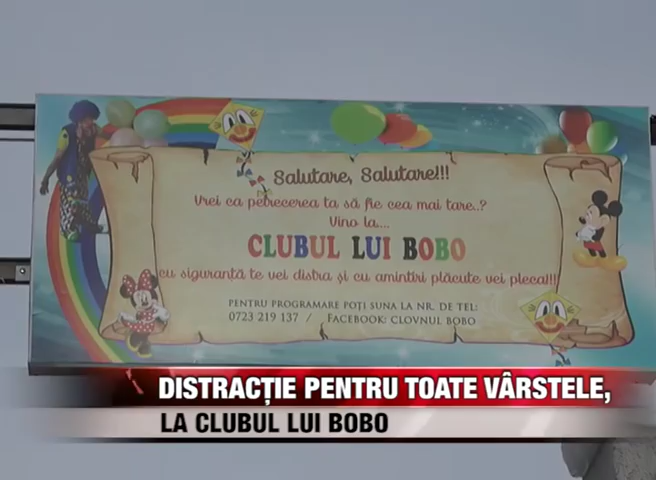 Salutare, Salutare!!!
Vrei ca petrecerea ta să fie cea mai tare..?
Vino la...
CLUBUL LUI BOBO
cu siguranță te vei distra și cu amintiri plăcute vei pleca!!!
PENTRU PROGRAMARE POȚI SUNA LA NR. DE TEL:
0723 219 137 / FACEBOOK: CLOVNUL BOBO
DISTRACȚIE PENTRU TOATE VÂRSTELE,
LA CLUBUL LUI BOBO